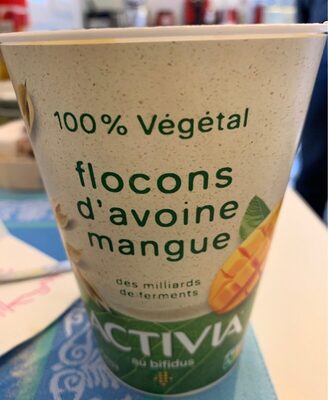 100% Végétal
flocons
d'avoine
mangue
des milliards
de ferments
ACTIVIA
au bifidus